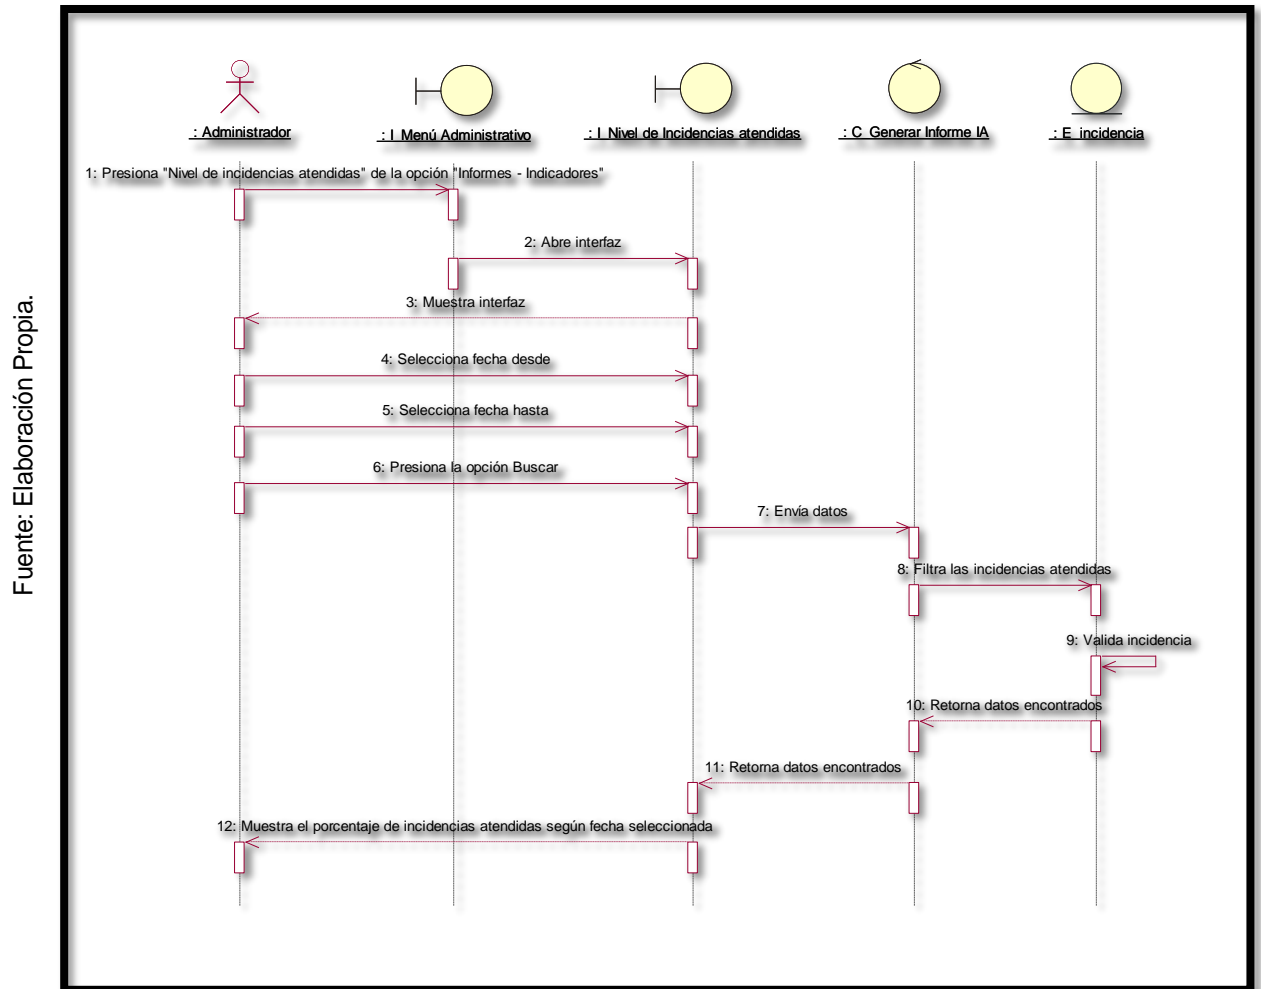 : Administrador
: I_Menú Administrativo
: I_Nivel de Incidencias atendidas
: C_Generar Informe IA
: E_incidencia
1: Presiona "Nivel de incidencias atendidas" de la opción "Informes - Indicadores"
2: Abre interfaz
3: Muestra interfaz
4: Selecciona fecha desde
5: Selecciona fecha hasta
6: Presiona la opción Buscar
7: Envía datos
8: Filtra las incidencias atendidas
9: Valida incidencia
10: Retorna datos encontrados
11: Retorna datos encontrados
12: Muestra el porcentaje de incidencias atendidas según fecha seleccionada
Fuente: Elaboración Propia.